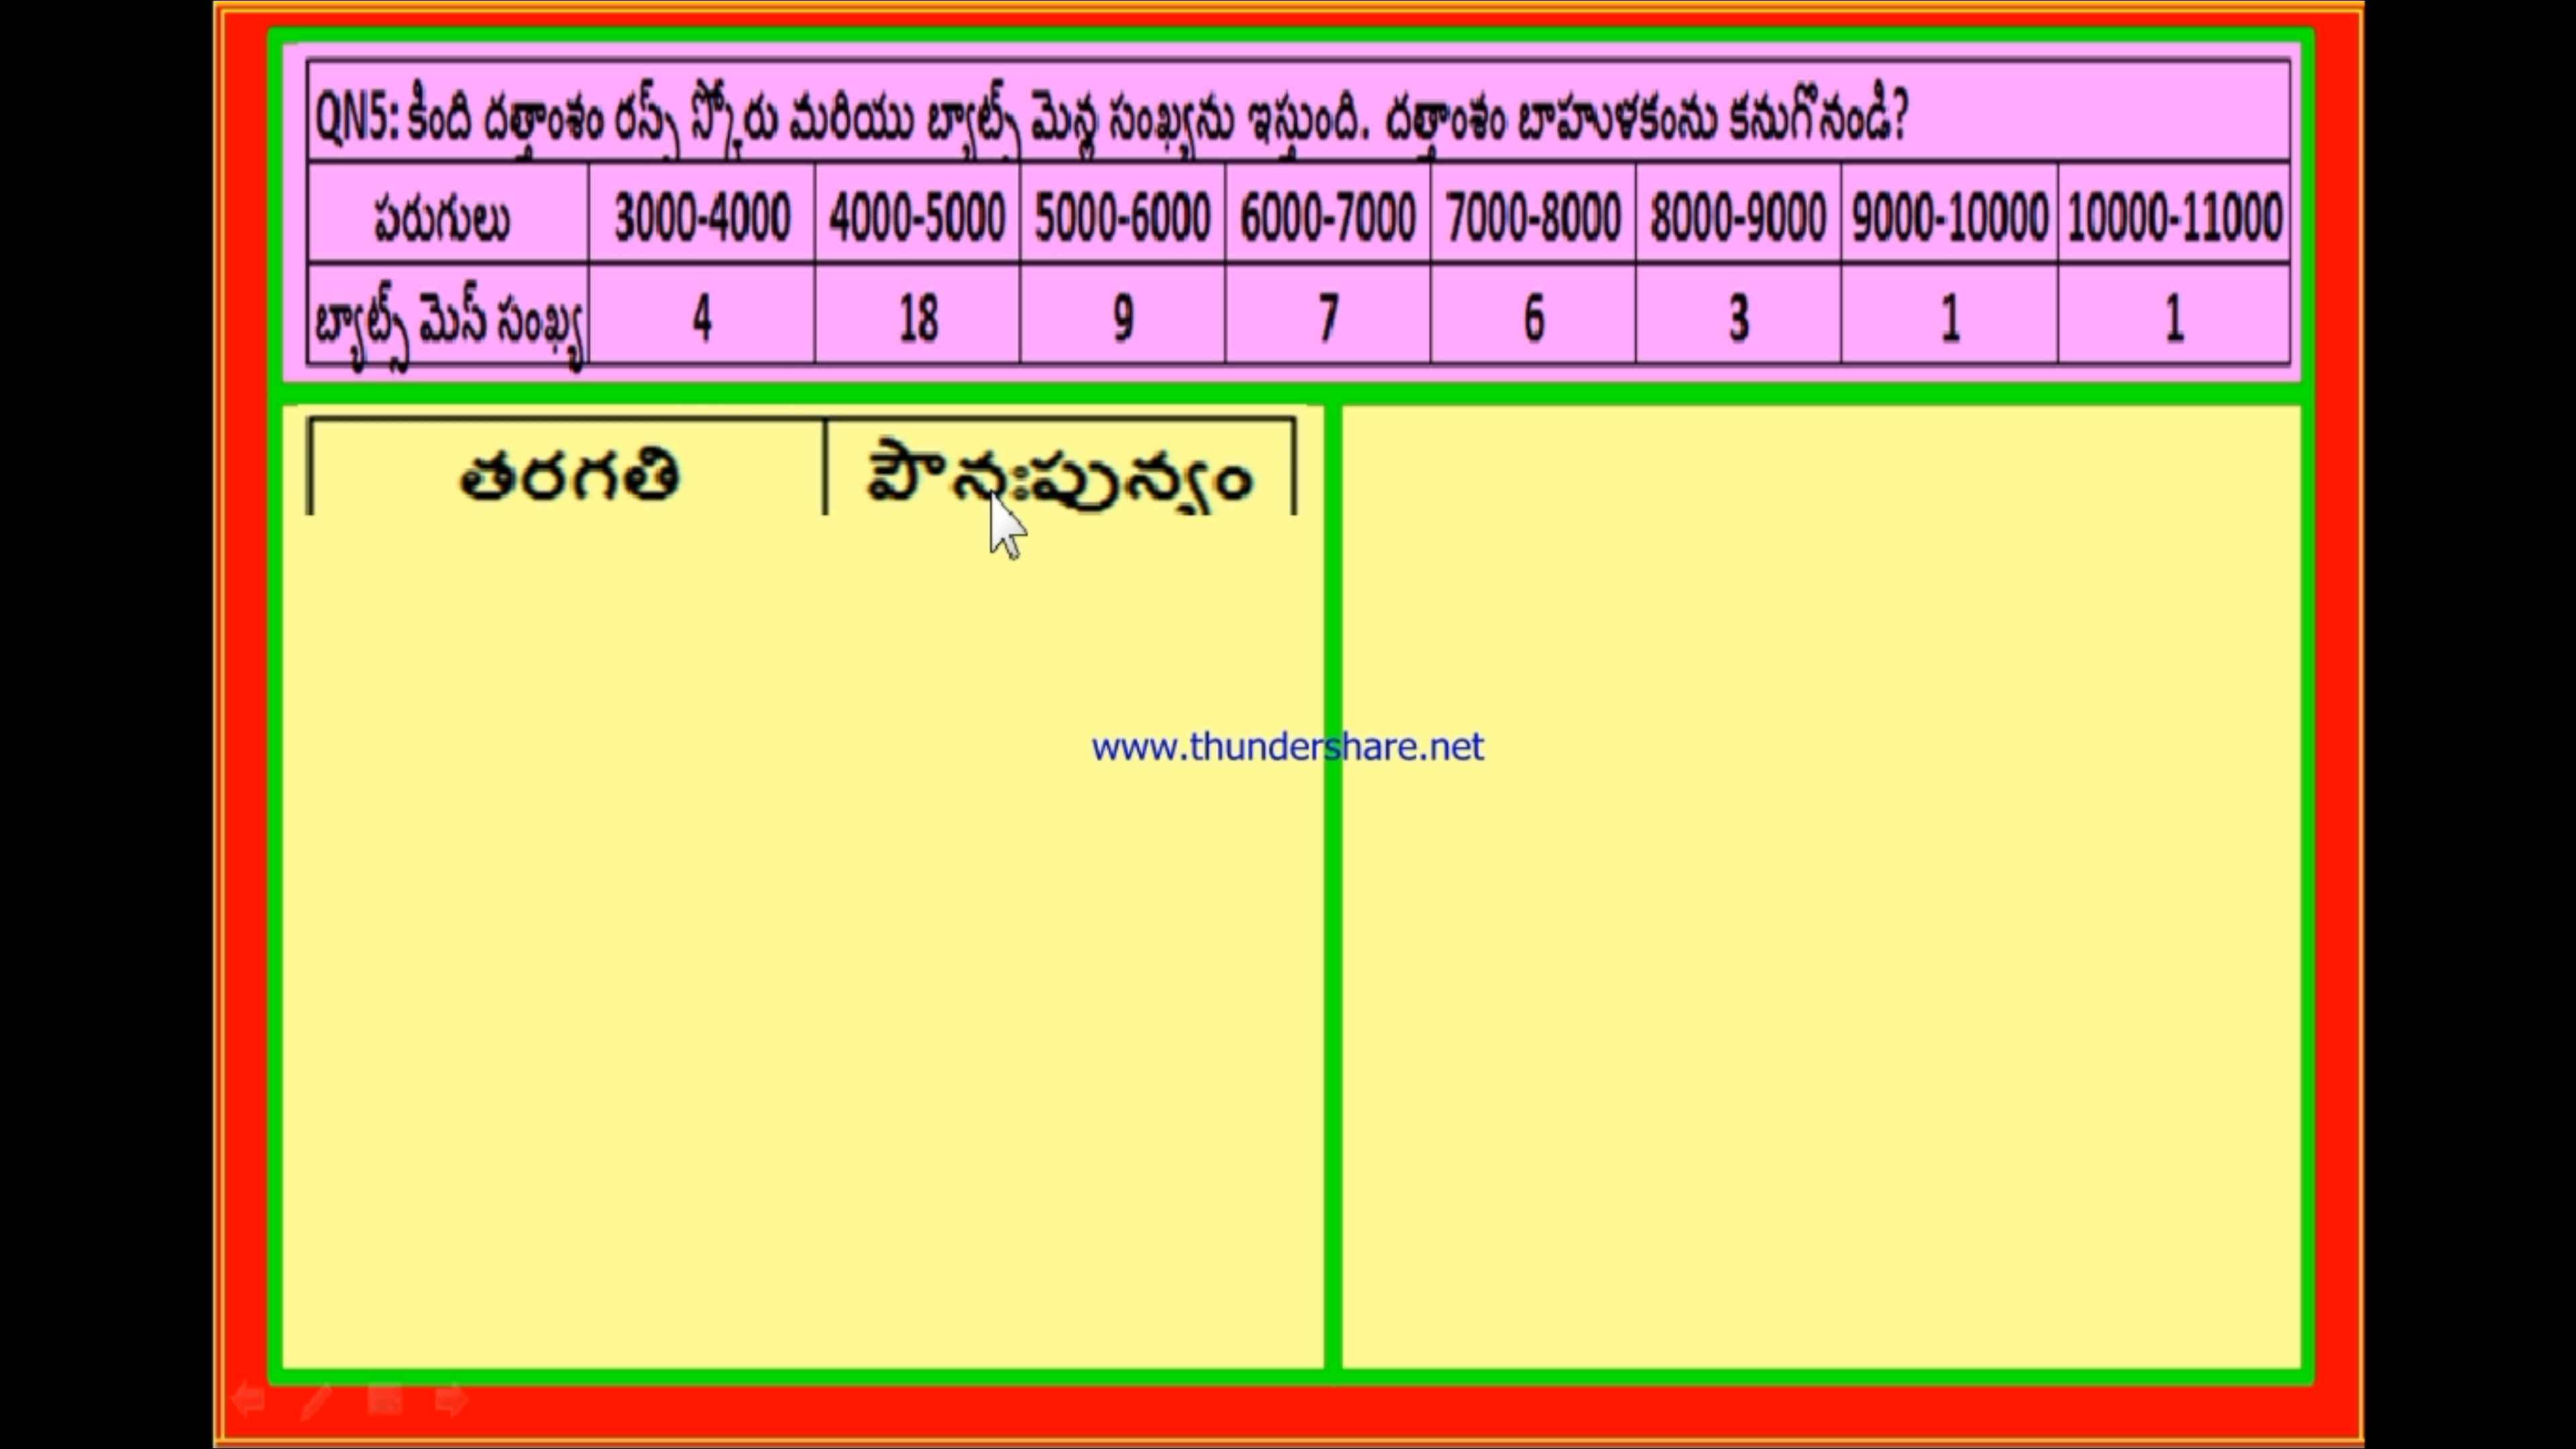 QN5: కింది దత్తాంశం రన్స్ స్కోరు మరియు బ్యాట్స్ మెన్ల సంఖ్యను ఇస్తుంది. దత్తాంశం బాహుళకంను కనుగొనండి?
పరుగులు 3000-4000 4000-5000 5000-6000 6000-7000 7000-8000 8000-9000 9000-10000 10000-11000
బ్యాట్స్ మెన్ సంఖ్య 4 18 9 7 6 3 1 1
తరగతి పౌనఃపున్యం
www.thundershare.net